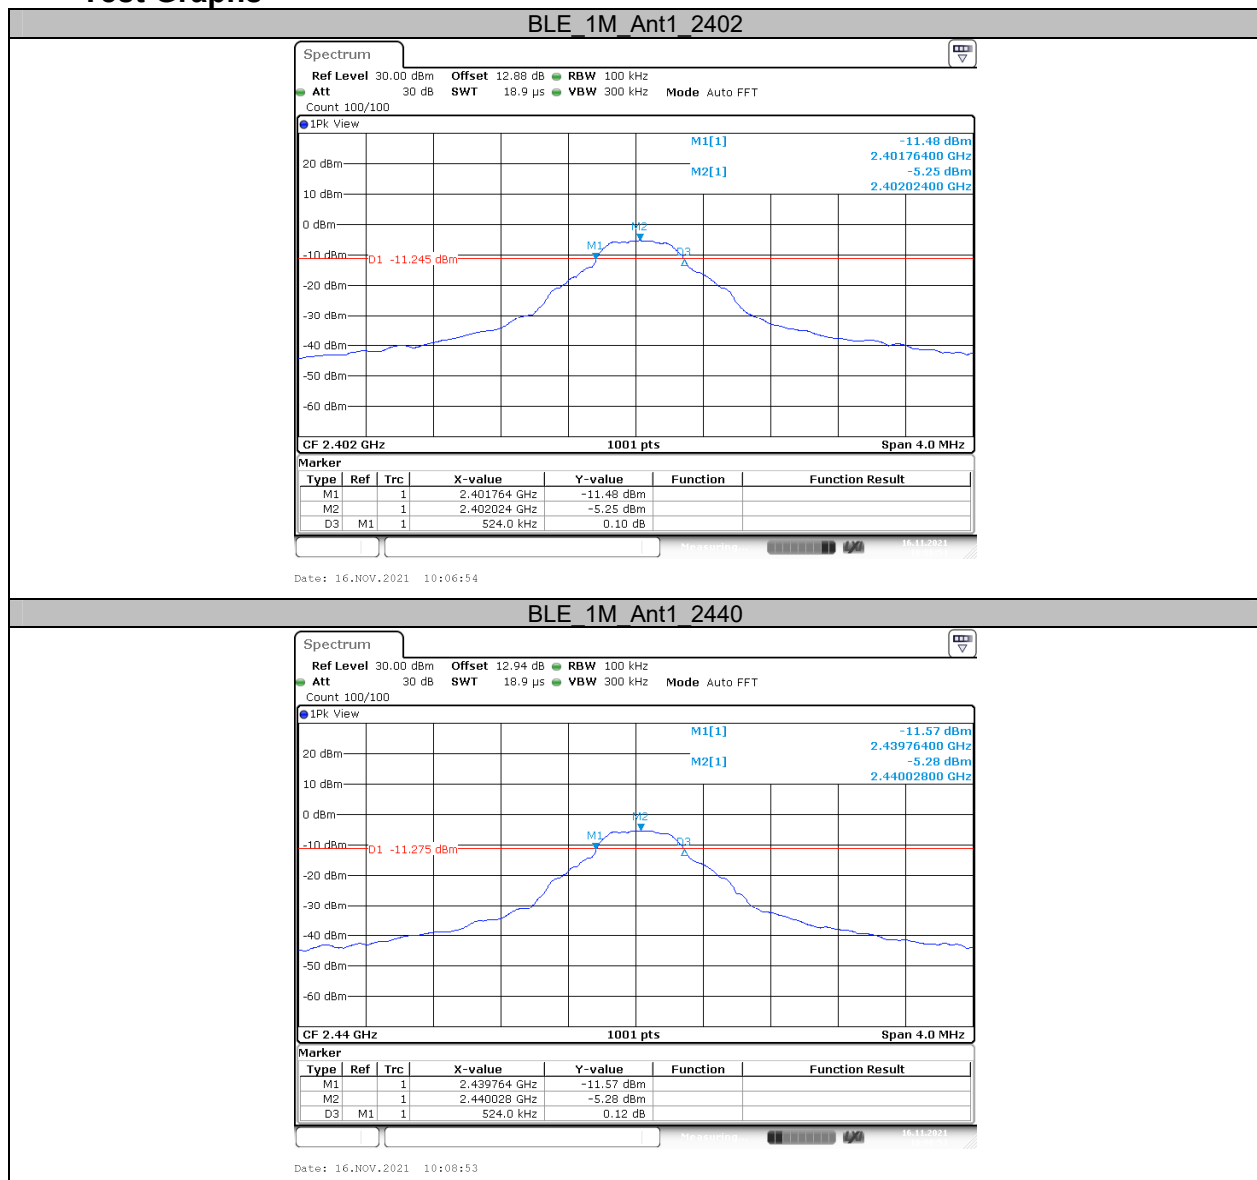 Test Graphs
BLE_1M_Ant1_2402
Spectrum
Ref Level 30.00 dBm Offset 12.88 dB RBW 100 kHz
Att 30 dB SWT 18.9 µs VBW 300 kHz Mode Auto FFT
Count 100/100
1Pk View
M1[1] -11.48 dBm
2.40176400 GHz
20 dBm
M2[1] -5.25 dBm
2.40202400 GHz
10 dBm
0 dBm
M2
M1
D3
-10 dBm
D1 -11.245 dBm
-20 dBm
-30 dBm
-40 dBm
-50 dBm
-60 dBm
CF 2.402 GHz 1001 pts Span 4.0 MHz
Marker
Type Ref Trc X-value Y-value Function Function Result
M1 1 2.401764 GHz -11.48 dBm
M2 1 2.402024 GHz -5.25 dBm
D3 M1 1 524.0 kHz 0.10 dB
Measuring... 16.11.2021
Date: 16.NOV.2021 10:06:54
BLE_1M_Ant1_2440
Spectrum
Ref Level 30.00 dBm Offset 12.94 dB RBW 100 kHz
Att 30 dB SWT 18.9 µs VBW 300 kHz Mode Auto FFT
Count 100/100
1Pk View
M1[1] -11.57 dBm
2.43976400 GHz
20 dBm
M2[1] -5.28 dBm
2.44002800 GHz
10 dBm
0 dBm
M2
M1
D3
-10 dBm
D1 -11.275 dBm
-20 dBm
-30 dBm
-40 dBm
-50 dBm
-60 dBm
CF 2.44 GHz 1001 pts Span 4.0 MHz
Marker
Type Ref Trc X-value Y-value Function Function Result
M1 1 2.439764 GHz -11.57 dBm
M2 1 2.440028 GHz -5.28 dBm
D3 M1 1 524.0 kHz 0.12 dB
Measuring... 16.11.2021
Date: 16.NOV.2021 10:08:53